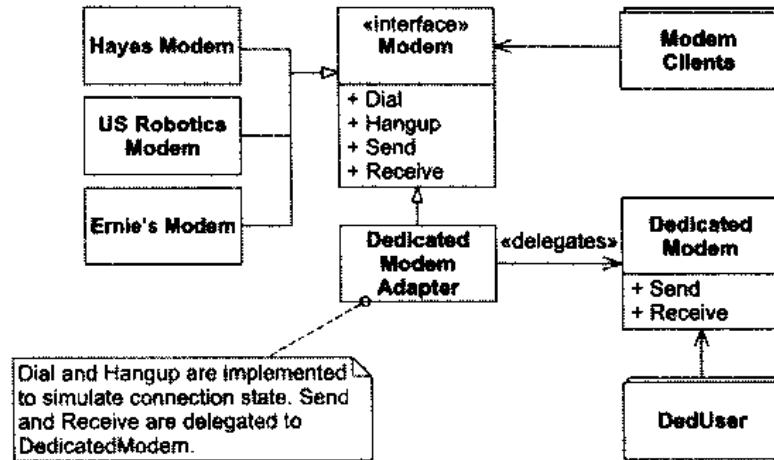 Hayes Modem
«interface»
Modem
+ Dial
+ Hangup
+ Send
+ Receive
Modem
Clients
US Robotics
Modem
Ernie's Modem
Dedicated
Modem
Adapter
«delegates»
Dedicated
Modem
+ Send
+ Receive
Dial and Hangup are implemented
to simulate connection state. Send
and Receive are delegated to
DedicatedModem.
DedUser